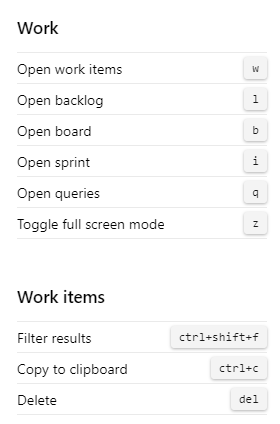 Work
Open work items w
Open backlog l
Open board b
Open sprint i
Open queries q
Toggle full screen mode z
Work items
Filter results ctrl+shift+f
Copy to clipboard ctrl+c
Delete del